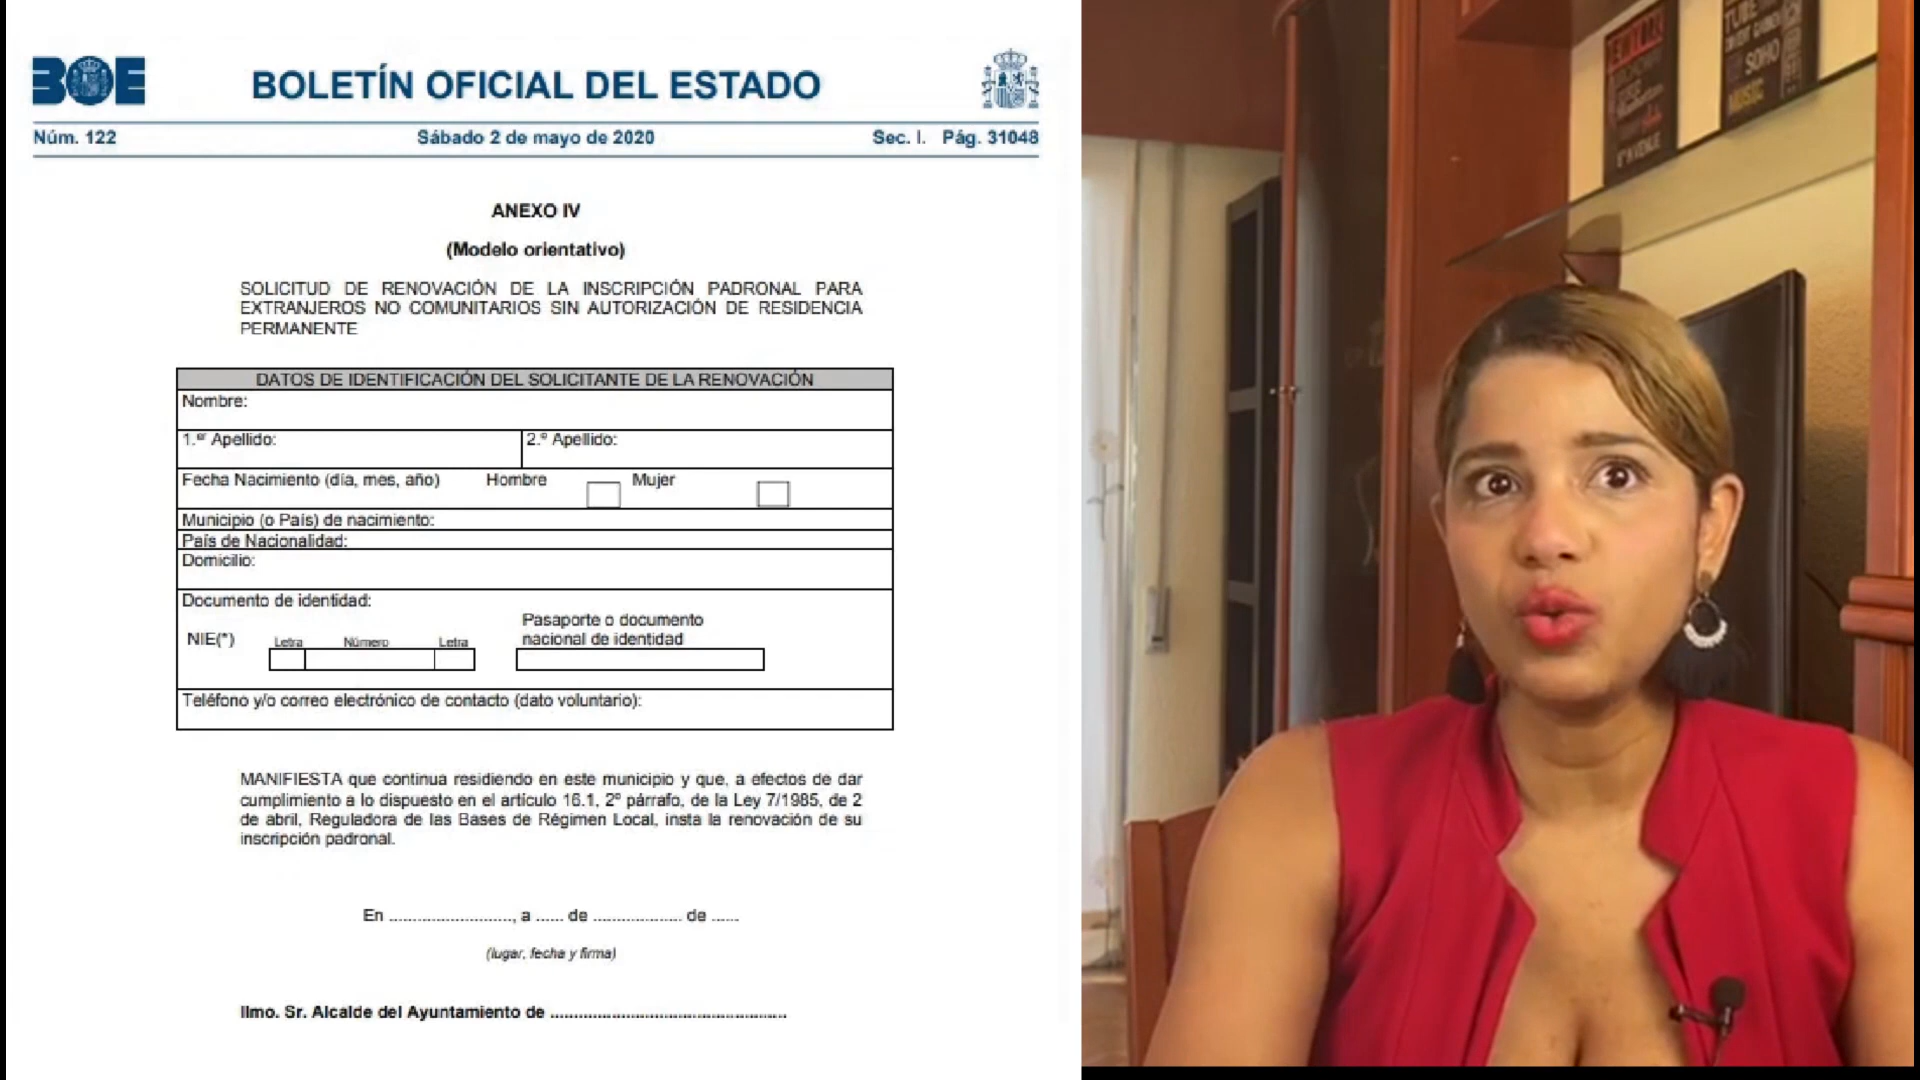 BOE
BOLETÍN OFICIAL DEL ESTADO
Núm. 122
Sábado 2 de mayo de 2020
Sec. I. Pág. 31048
ANEXO IV
(Modelo orientativo)
SOLICITUD DE RENOVACIÓN DE LA INSCRIPCIÓN PADRONAL PARA
EXTRANJEROS NO COMUNITARIOS SIN AUTORIZACIÓN DE RESIDENCIA
PERMANENTE
DATOS DE IDENTIFICACIÓN DEL SOLICITANTE DE LA RENOVACIÓN
Nombre:
1.er Apellido:
2.º Apellido:
Fecha Nacimiento (día, mes, año) Hombre Mujer
Municipio (o País) de nacimiento:
País de Nacionalidad:
Domicilio:
Documento de identidad:
Pasaporte o documento
nacional de identidad
NIE(*)
Letra Número Letra
Teléfono y/o correo electrónico de contacto (dato voluntario):
MANIFIESTA que continua residiendo en este municipio y que, a efectos de dar
cumplimiento a lo dispuesto en el artículo 16.1, 2º párrafo, de la Ley 7/1985, de 2
de abril, Reguladora de las Bases de Régimen Local, insta la renovación de su
inscripción padronal.
En .........................., a ...... de ................... de ......
(lugar, fecha y firma)
Ilmo. Sr. Alcalde del Ayuntamiento de ..................................................
TUBE
SOHO
MUSIC